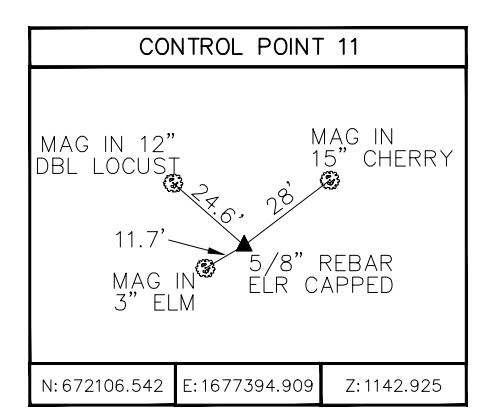 CONTROL POINT 11
MAG IN 12"
DBL LOCUST
MAG IN
15" CHERRY
24.6'
28'
11.7'
5/8" REBAR
ELR CAPPED
MAG IN
3" ELM
N: 672106.542
E: 1677394.909
Z: 1142.925